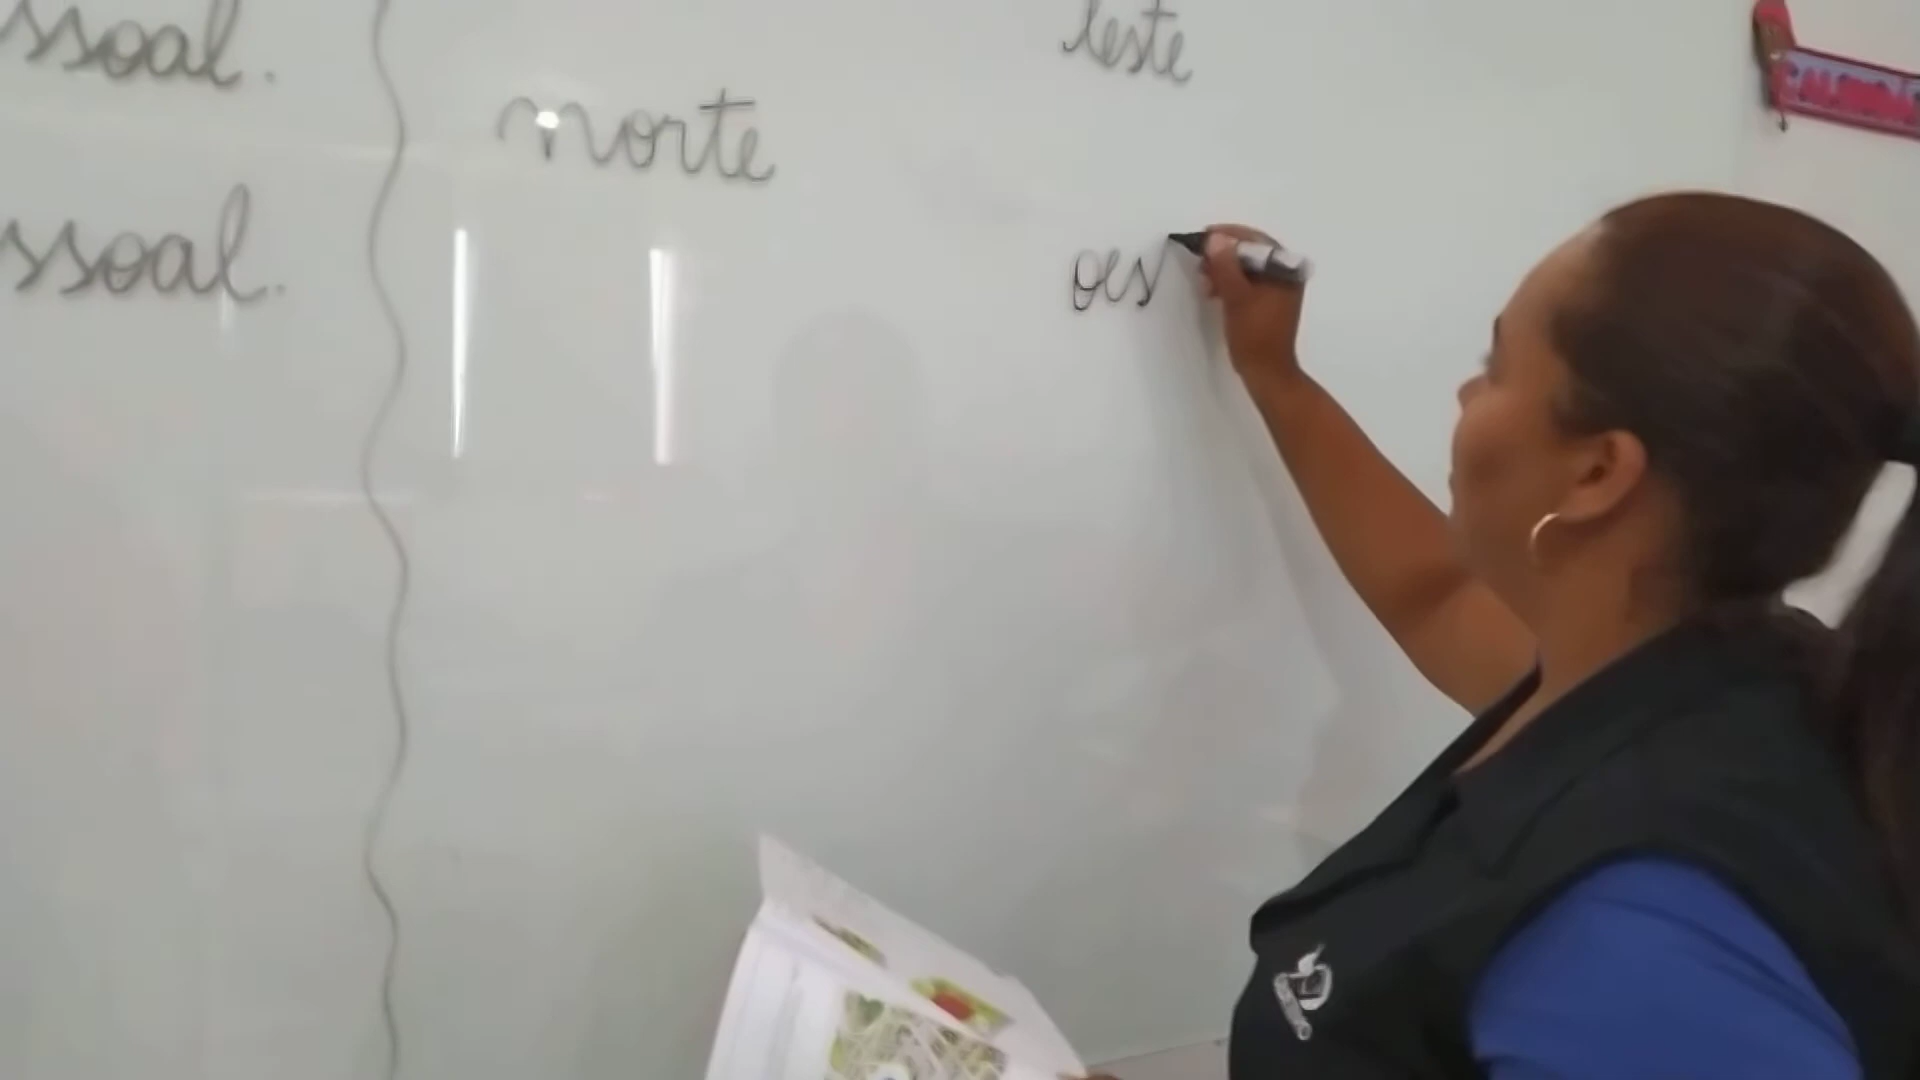 ssoal.
ssoal.
leste
norte
oes